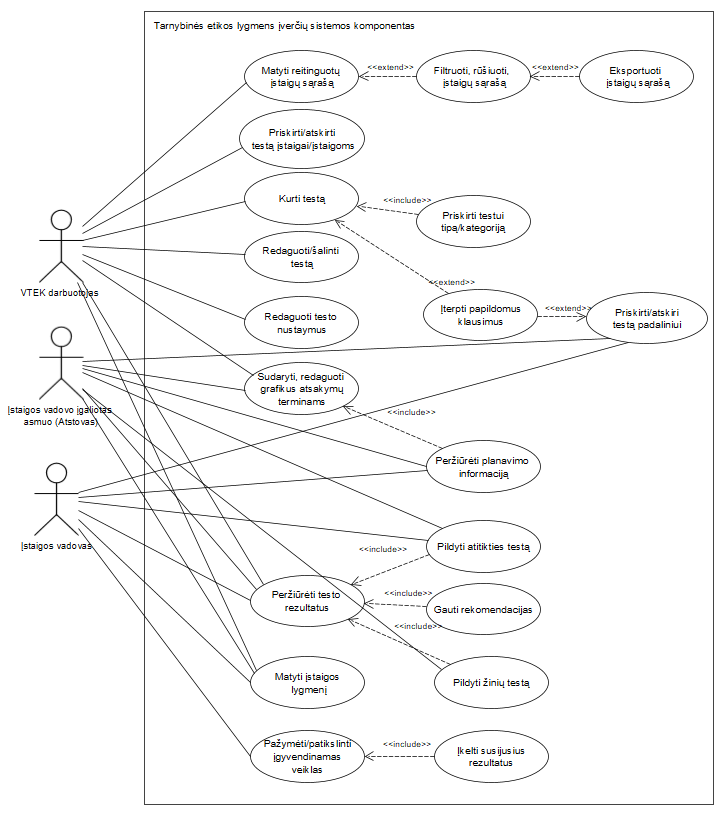 Tarnybinės etikos lygmens įverčių sistemos komponentas
Matyti reitinguotų
įstaigų sąrašą
<<extend>>
Filtruoti, rūšiuoti,
įstaigų sąrašą
<<extend>>
Eksportuoti
įstaigų sąrašą
Priskirti/atskirti
testą įstaigai/įstaigoms
Kurti testą
<<include>>
Priskirti testui
tipą/kategoriją
VTEK darbuotojas
Redaguoti/šalinti
testą
<<extend>>
Įterpti papildomus
klausimus
<<extend>>
Priskirti/atskiri
testą padaliniui
Redaguoti testo
nustaymus
Įstaigos vadovo įgaliotas
asmuo (Atstovas)
Sudaryti, redaguoti
grafikus atsakymų
terminams
<<include>>
Peržiūrėti planavimo
informaciją
Įstaigos vadovas
Pildyti atitikties testą
<<include>>
Peržiūrėti testo
rezultatus
<<include>>
Gauti rekomendacijas
<<include>>
Matyti įstaigos
lygmenį
Pildyti žinių testą
Pažymėti/patikslinti
įgyvendinamas
veiklas
<<include>>
Įkelti susijusius
rezultatus